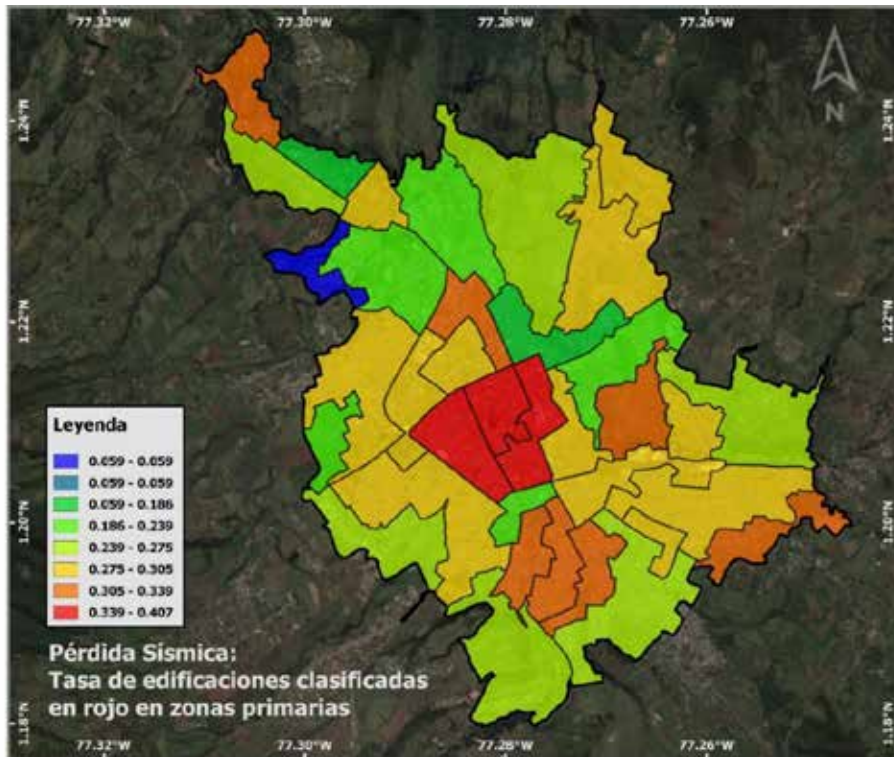 77.32°W 77.30°W 77.28°W 77.26°W
1.24°N 1.24°N
N
1.22°N 1.22°N
Leyenda
0.059 - 0.059
0.059 - 0.059
0.059 - 0.186
0.186 - 0.239
0.239 - 0.275
0.275 - 0.305
0.305 - 0.339
0.339 - 0.407
1.20°N 1.20°N
Pérdida Sísmica:
Tasa de edificaciones clasificadas
en rojo en zonas primarias
1.18°N 1.18°N
77.32°W 77.30°W 77.28°W 77.26°W